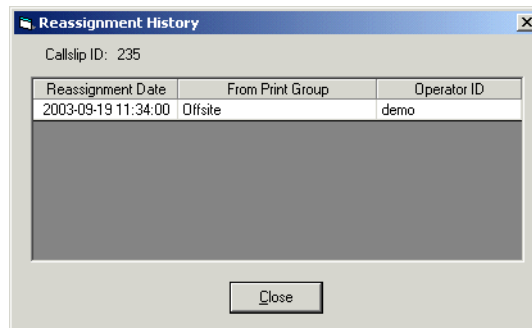 Reassignment History
Callslip ID: 235
Reassignment Date From Print Group Operator ID
2003-09-19 11:34:00 Offsite demo
Close